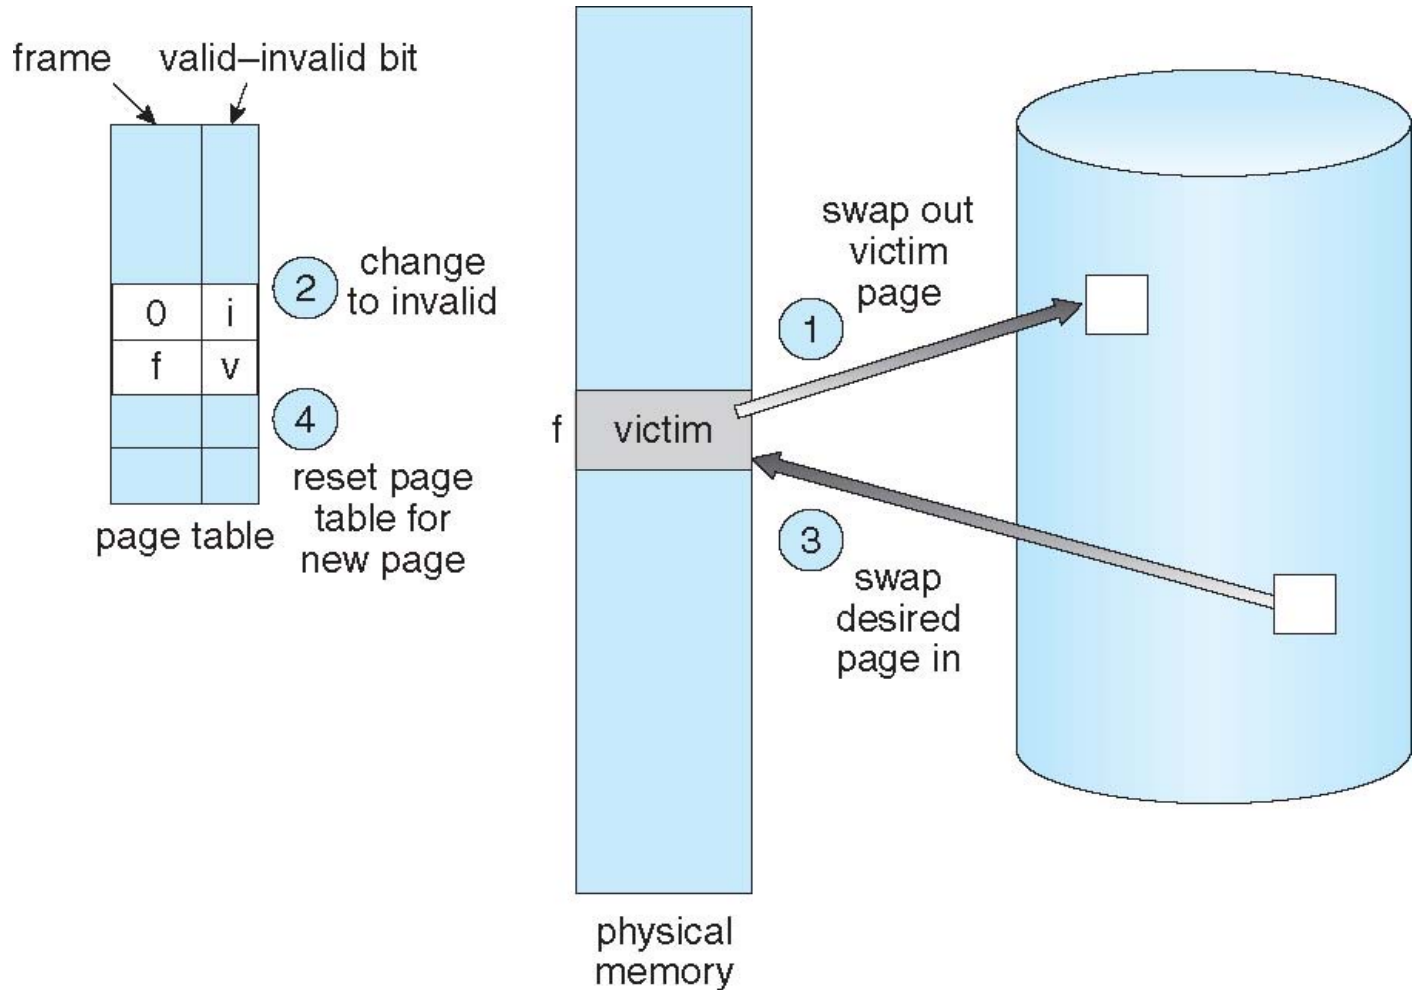 frame
valid–invalid bit
0 i
f v
page table
2
change
to invalid
4
reset page
table for
new page
f
victim
physical
memory
1
swap out
victim
page
3
swap
desired
page in